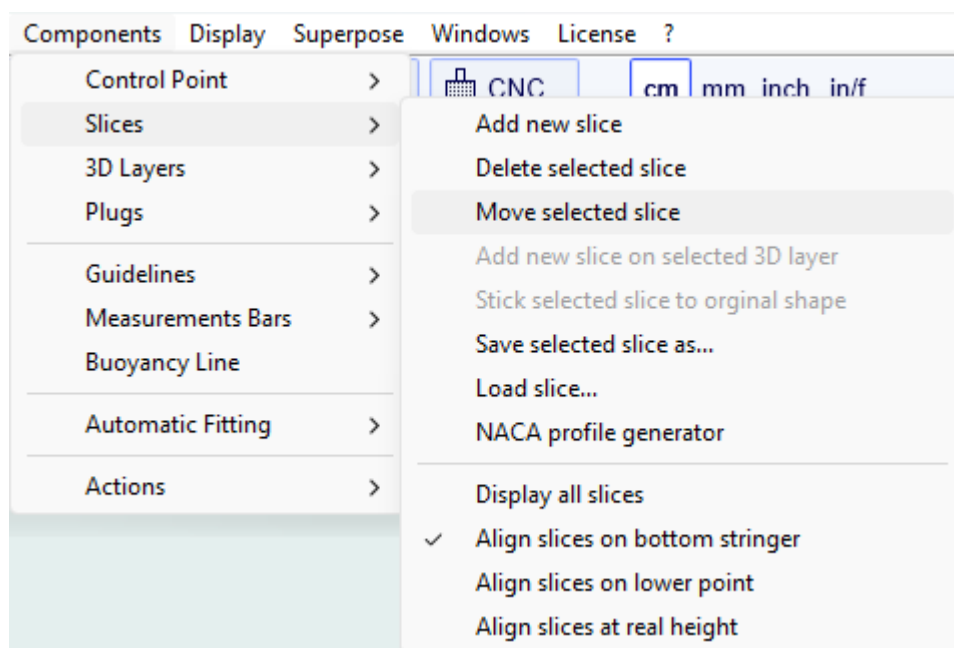 Components Display Superpose Windows License ?
CNC cm mm inch in/f
Control Point
Slices
3D Layers
Plugs
Guidelines
Measurements Bars
Buoyancy Line
Automatic Fitting
Actions
Add new slice
Delete selected slice
Move selected slice
Add new slice on selected 3D layer
Stick selected slice to orginal shape
Save selected slice as...
Load slice...
NACA profile generator
Display all slices
Align slices on bottom stringer
Align slices on lower point
Align slices at real height